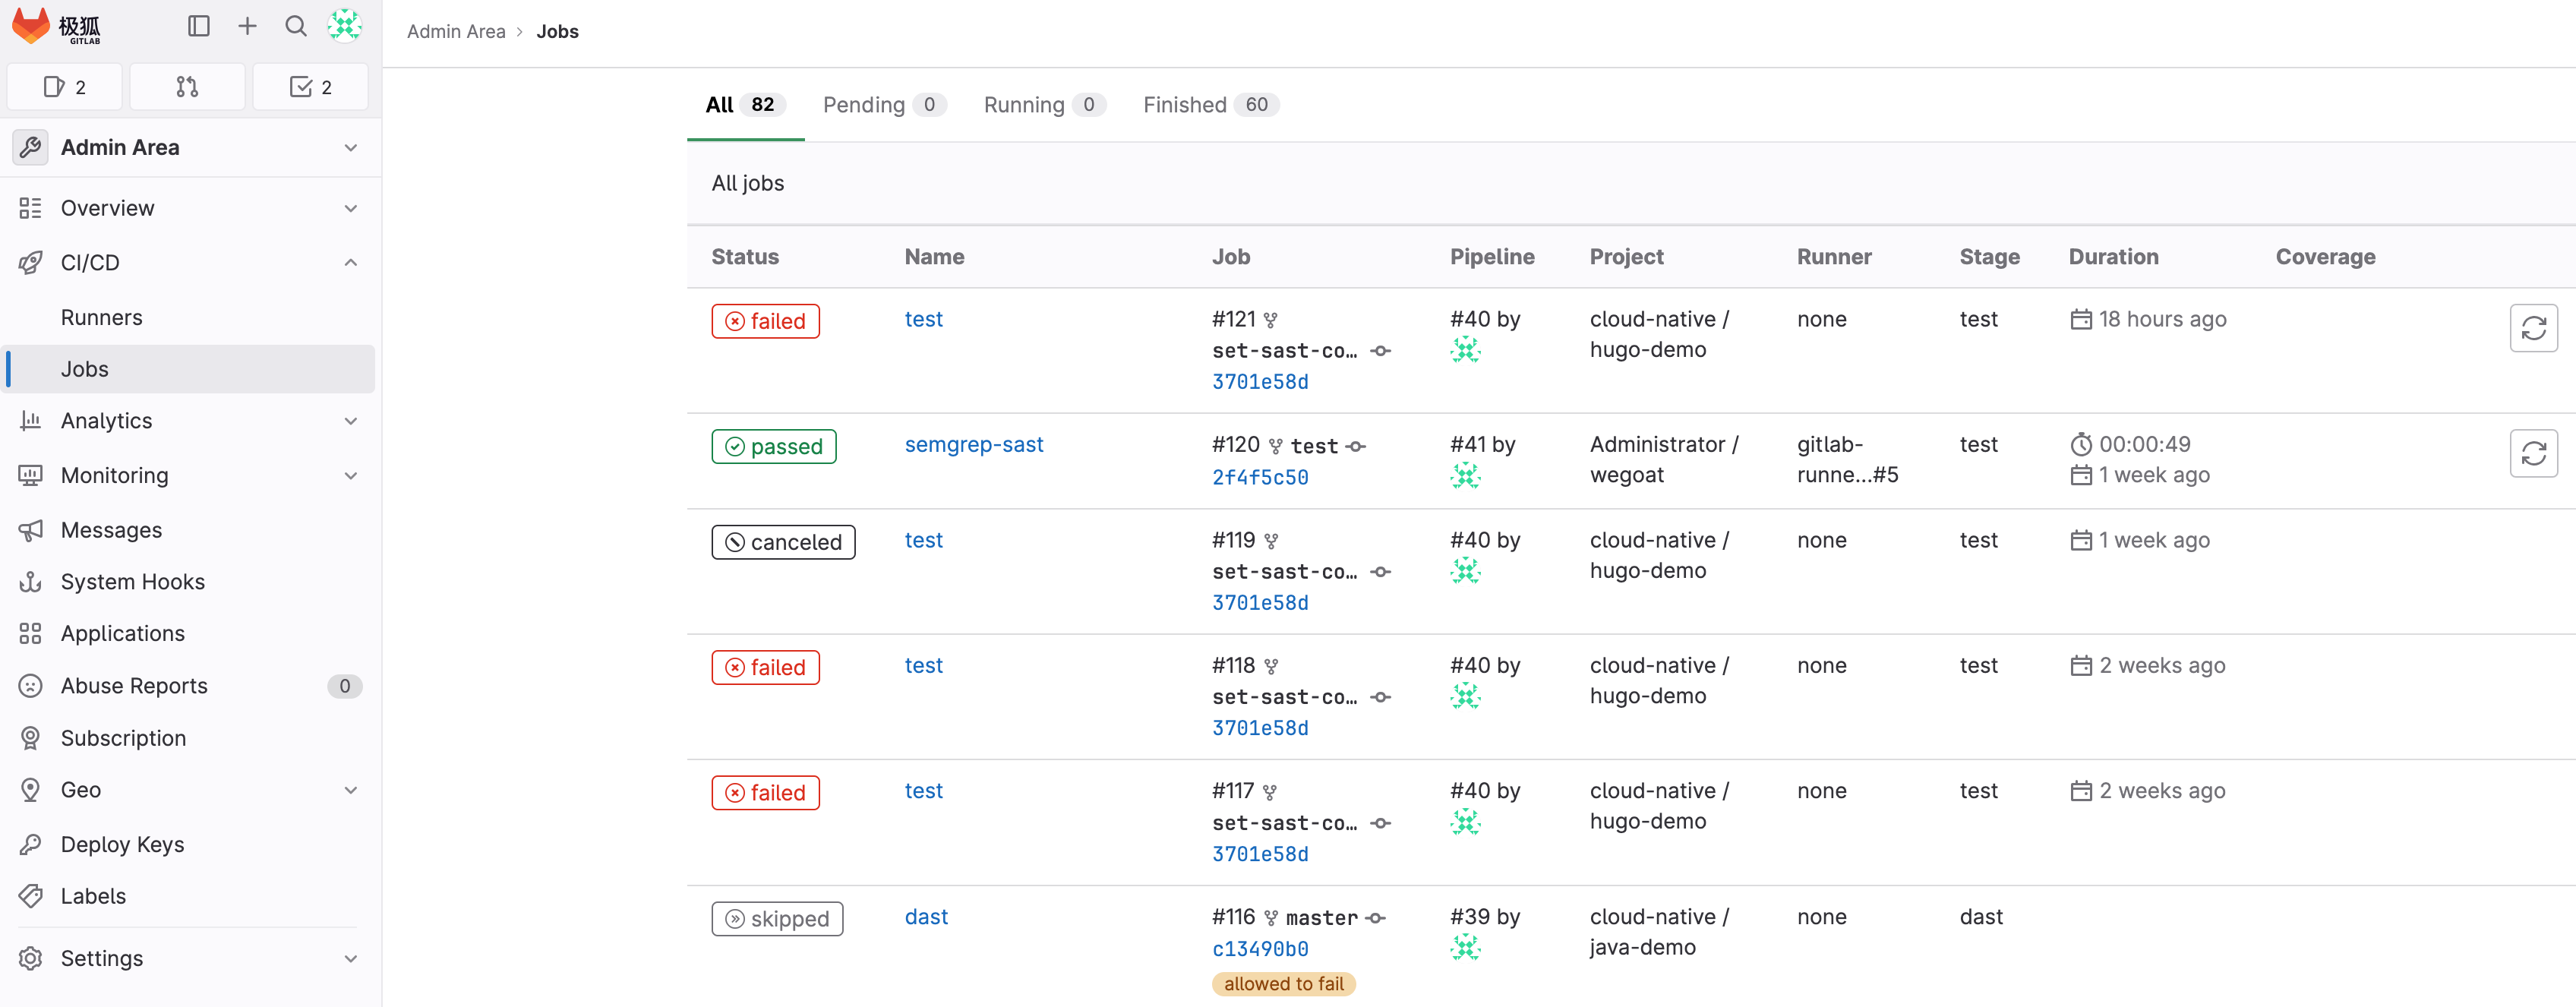 极狐
GITLAB
2
2
Admin Area
Overview
CI/CD
Runners
Jobs
Analytics
Monitoring
Messages
System Hooks
Applications
Abuse Reports 0
Subscription
Geo
Deploy Keys
Labels
Settings
Admin Area › Jobs
All 82 Pending 0 Running 0 Finished 60
All jobs
Status Name Job Pipeline Project Runner Stage Duration Coverage
failed test #121 #40 by cloud-native / none test 18 hours ago
set-sast-co… hugo-demo
3701e58d
passed semgrep-sast #120 test #41 by Administrator / gitlab- test 00:00:49
2f4f5c50 wegoat runne...#5 1 week ago
canceled test #119 #40 by cloud-native / none test 1 week ago
set-sast-co… hugo-demo
3701e58d
failed test #118 #40 by cloud-native / none test 2 weeks ago
set-sast-co… hugo-demo
3701e58d
failed test #117 #40 by cloud-native / none test 2 weeks ago
set-sast-co… hugo-demo
3701e58d
skipped dast #116 master #39 by cloud-native / none dast
c13490b0 java-demo
allowed to fail